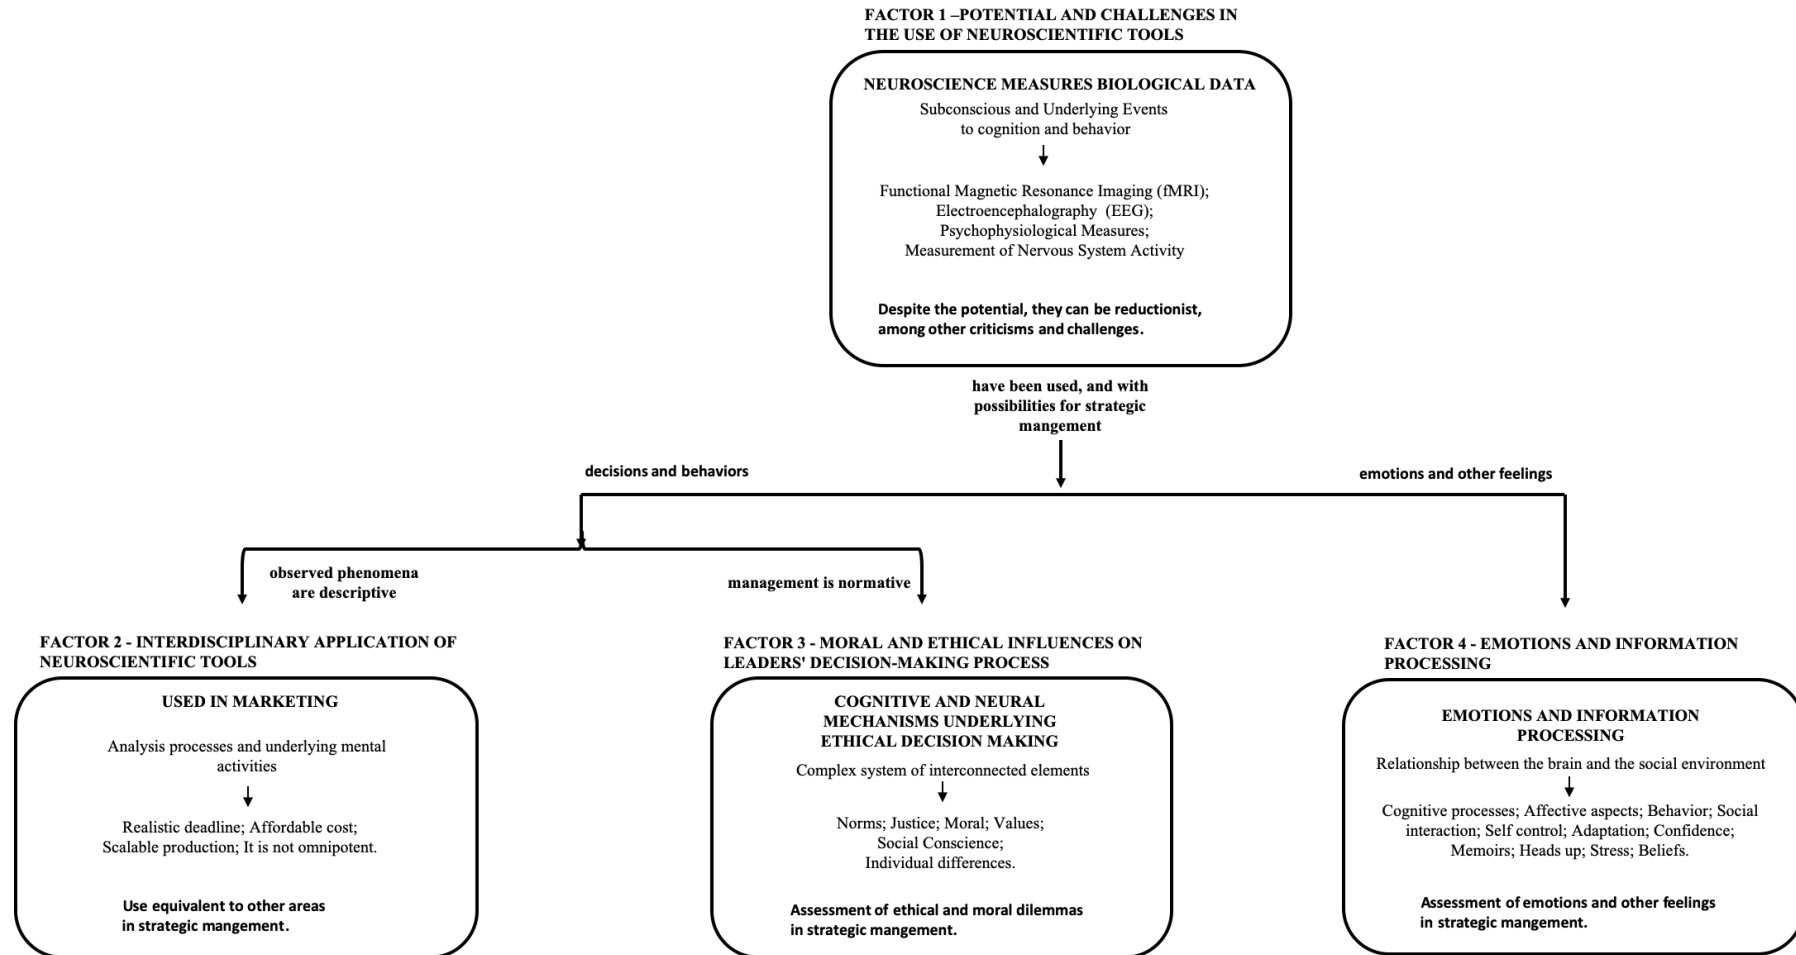 FACTOR 1 –POTENTIAL AND CHALLENGES IN
THE USE OF NEUROSCIENTIFIC TOOLS
NEUROSCIENCE MEASURES BIOLOGICAL DATA
Subconscious and Underlying Events
to cognition and behavior
Functional Magnetic Resonance Imaging (fMRI);
Electroencephalography (EEG);
Psychophysiological Measures;
Measurement of Nervous System Activity
Despite the potential, they can be reductionist,
among other criticisms and challenges.
have been used, and with
possibilities for strategic
mangement
decisions and behaviors
emotions and other feelings
observed phenomena
are descriptive
management is normative
FACTOR 2 - INTERDISCIPLINARY APPLICATION OF
NEUROSCIENTIFIC TOOLS
USED IN MARKETING
Analysis processes and underlying mental
activities
Realistic deadline; Affordable cost;
Scalable production; It is not omnipotent.
Use equivalent to other areas
in strategic mangement.
FACTOR 3 - MORAL AND ETHICAL INFLUENCES ON
LEADERS' DECISION-MAKING PROCESS
COGNITIVE AND NEURAL
MECHANISMS UNDERLYING
ETHICAL DECISION MAKING
Complex system of interconnected elements
Norms; Justice; Moral; Values;
Social Conscience;
Individual differences.
Assessment of ethical and moral dilemmas
in strategic mangement.
FACTOR 4 - EMOTIONS AND INFORMATION
PROCESSING
EMOTIONS AND INFORMATION
PROCESSING
Relationship between the brain and the social environment
Cognitive processes; Affective aspects; Behavior; Social
interaction; Self control; Adaptation; Confidence;
Memoirs; Heads up; Stress; Beliefs.
Assessment of emotions and other feelings
in strategic mangement.